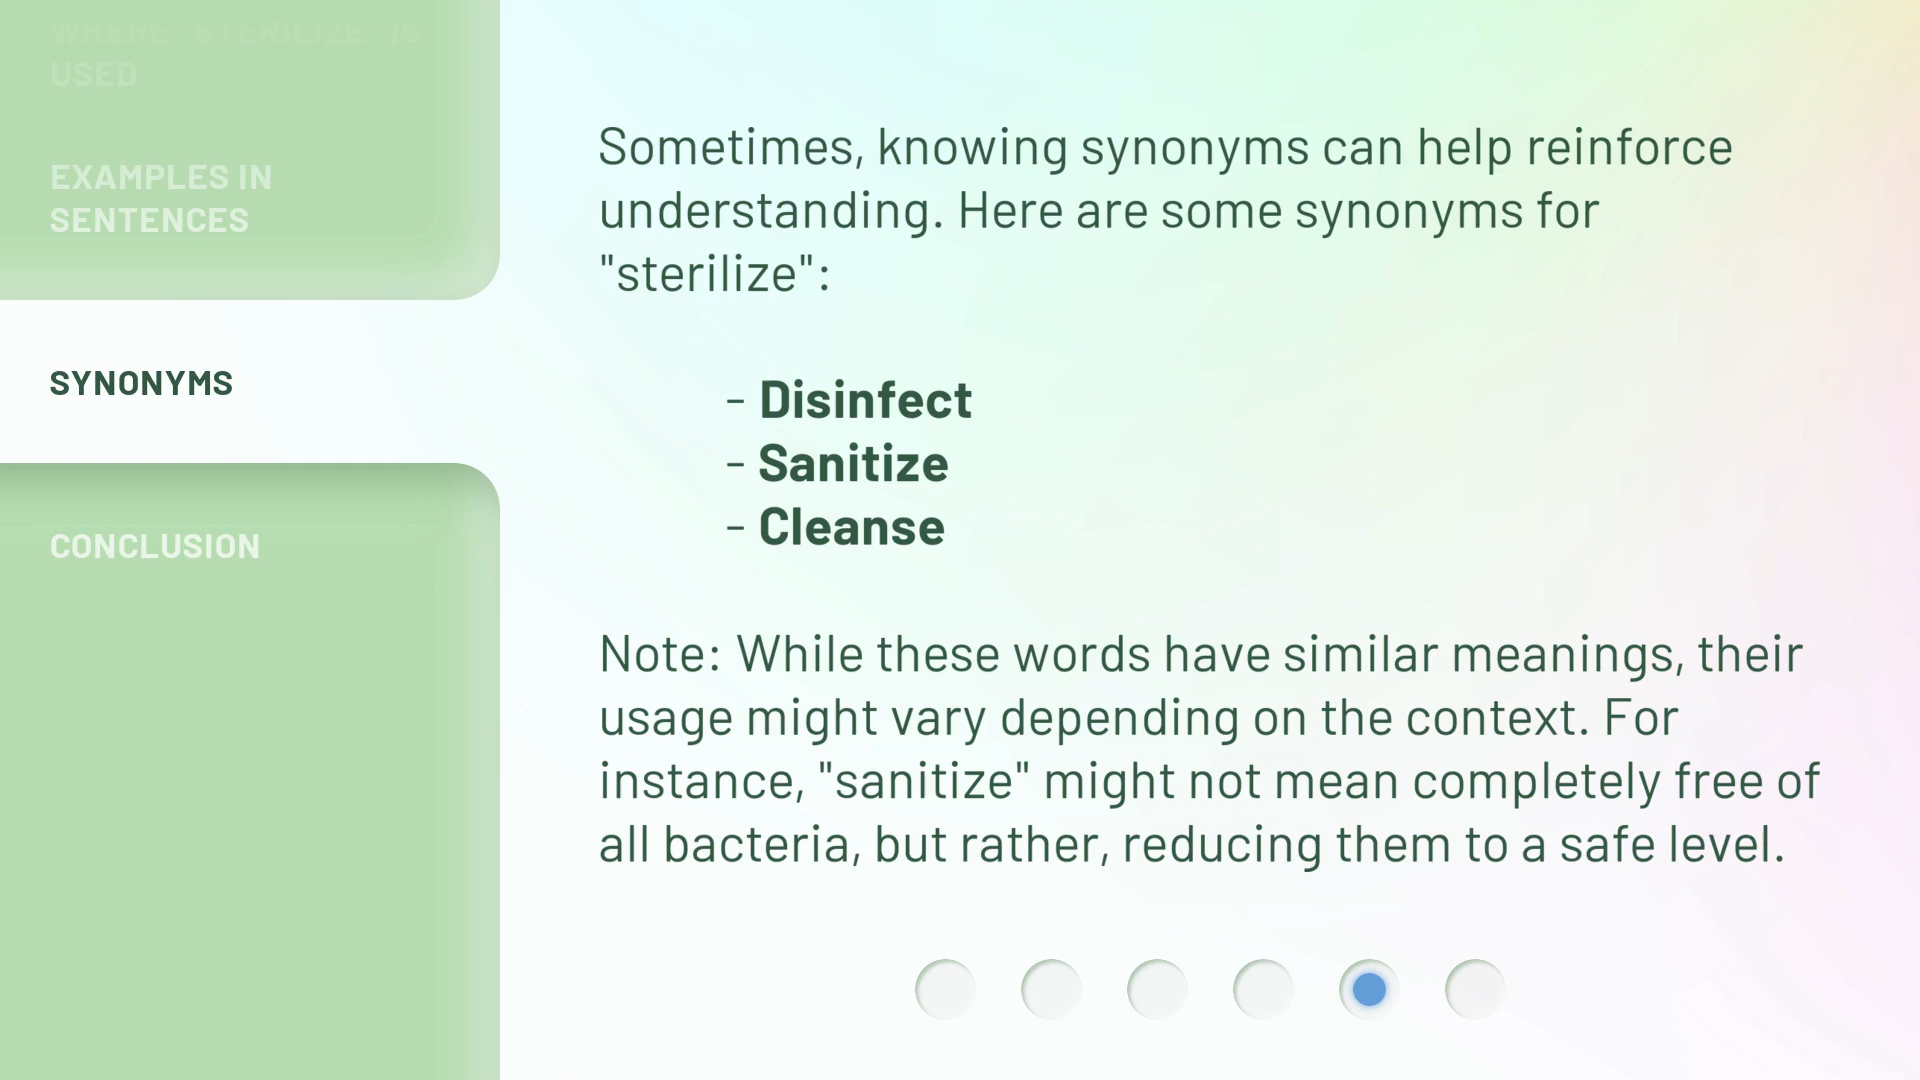 WHERE "STERILIZE" IS
USED
EXAMPLES IN
SENTENCES
SYNONYMS
CONCLUSION
Sometimes, knowing synonyms can help reinforce
understanding. Here are some synonyms for
"sterilize":
- Disinfect
- Sanitize
- Cleanse
Note: While these words have similar meanings, their
usage might vary depending on the context. For
instance, "sanitize" might not mean completely free of
all bacteria, but rather, reducing them to a safe level.